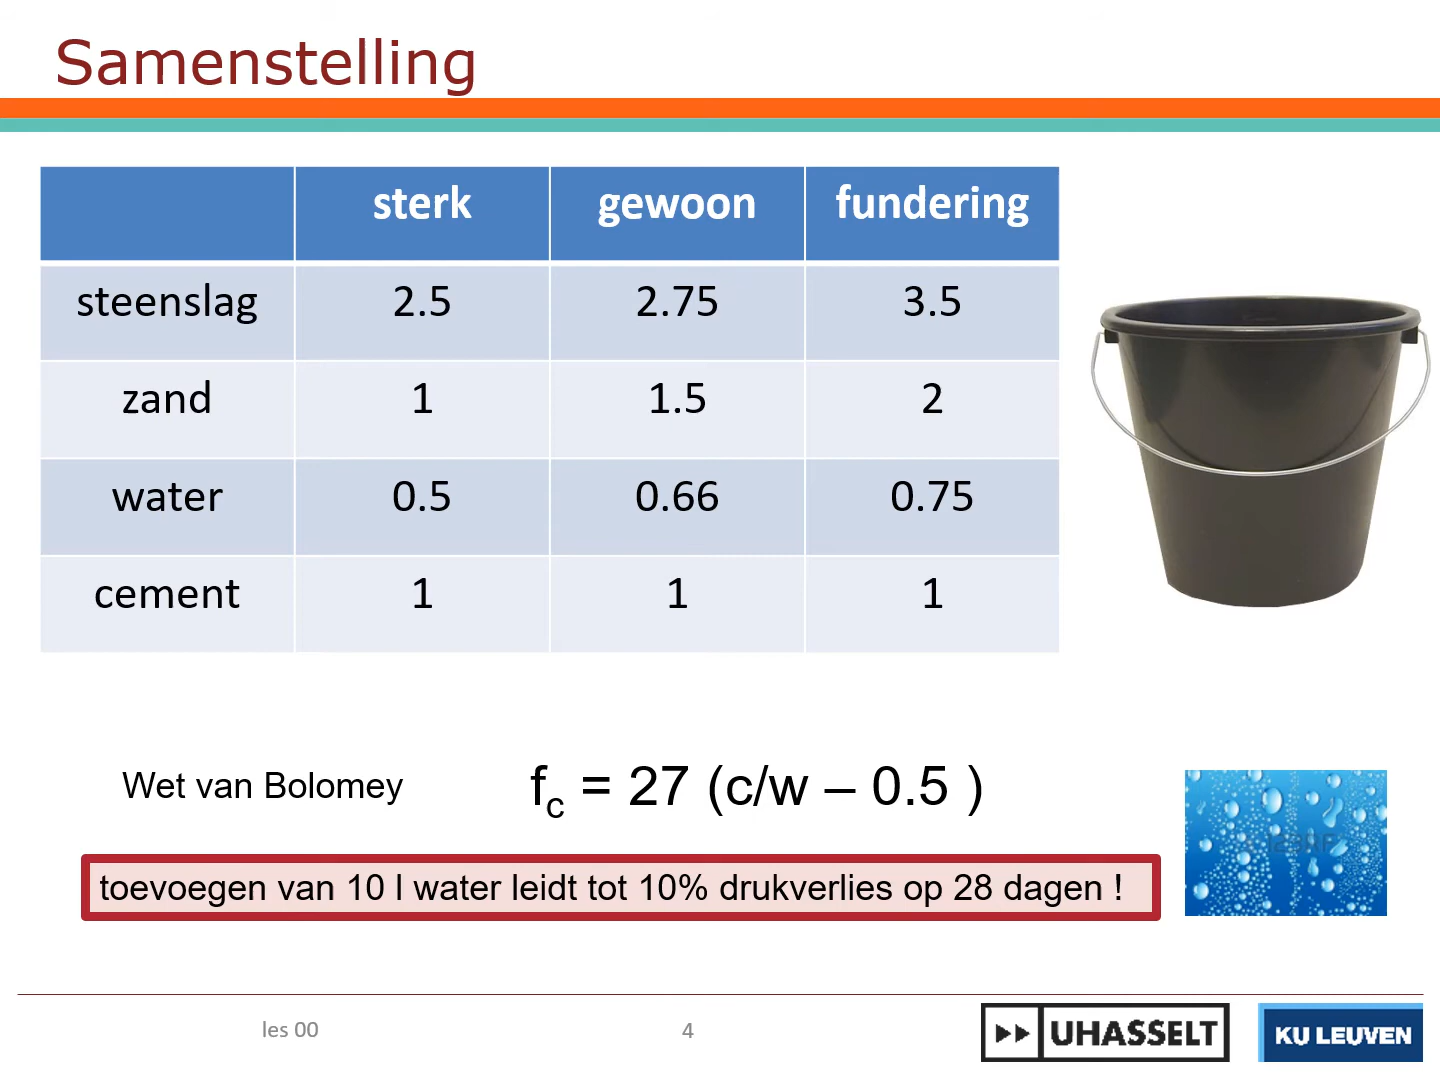 Samenstelling
sterk gewoon fundering
steenslag 2.5 2.75 3.5
zand 1 1.5 2
water 0.5 0.66 0.75
cement 1 1 1
Wet van Bolomey fc = 27 (c/w – 0.5 )
toevoegen van 10 l water leidt tot 10% drukverlies op 28 dagen !
les 00 4 UHASSELT KU LEUVEN